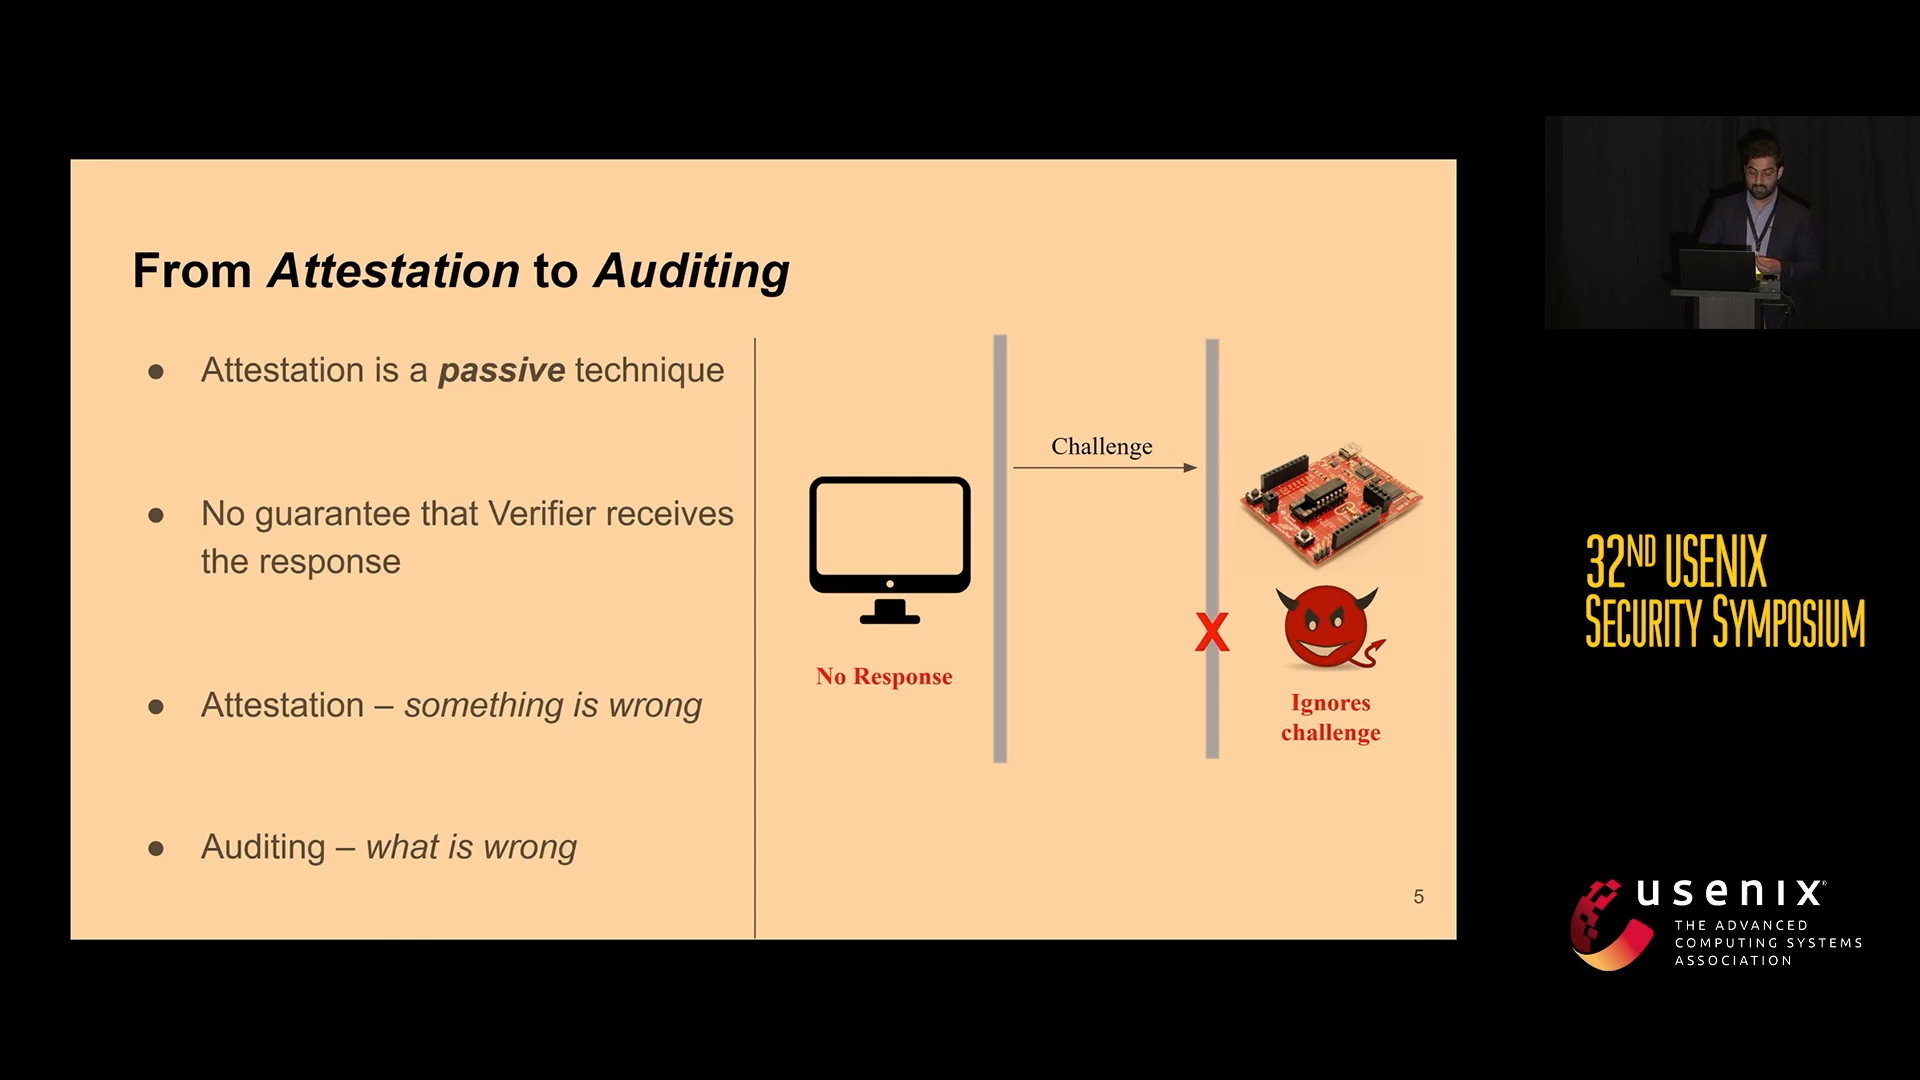 From Attestation to Auditing
● Attestation is a passive technique
● No guarantee that Verifier receives
the response
● Attestation – something is wrong
● Auditing – what is wrong
Challenge
X
No Response
Ignores
challenge
5
32ND USENIX
SECURITY SYMPOSIUM
usenix®
THE ADVANCED
COMPUTING SYSTEMS
ASSOCIATION